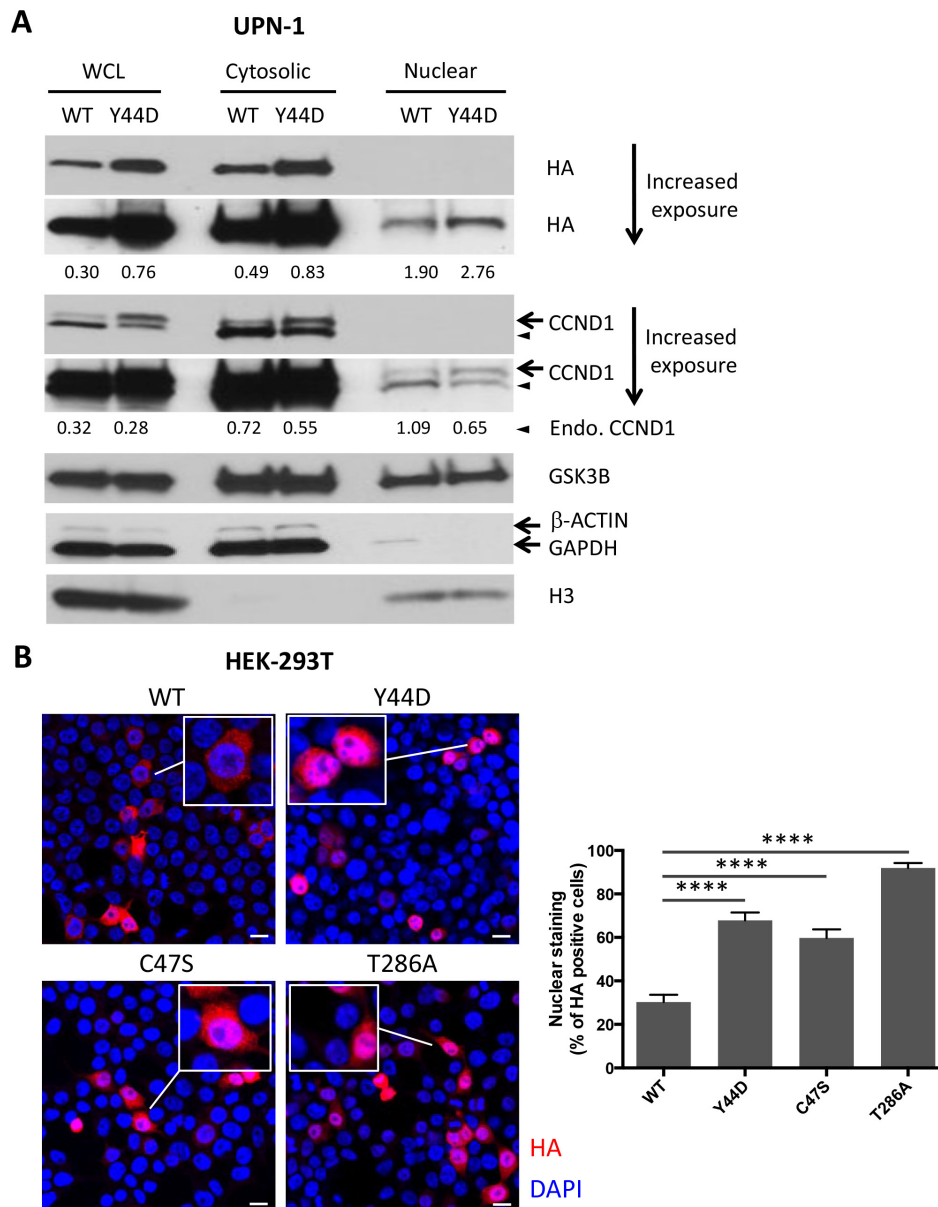 A
UPN-1
WCL Cytosolic Nuclear
WT Y44D WT Y44D WT Y44D
HA
Increased
exposure
HA
0.30 0.76 0.49 0.83 1.90 2.76
CCND1
Increased
exposure
CCND1
0.32 0.28 0.72 0.55 1.09 0.65 Endo. CCND1
GSK3B
β-ACTIN
GAPDH
H3
B
HEK-293T
WT Y44D
C47S T286A
HA
DAPI
Nuclear staining
(% of HA positive cells)
100
80
60
40
20
0
****
****
****
WT Y44D C47S T286A